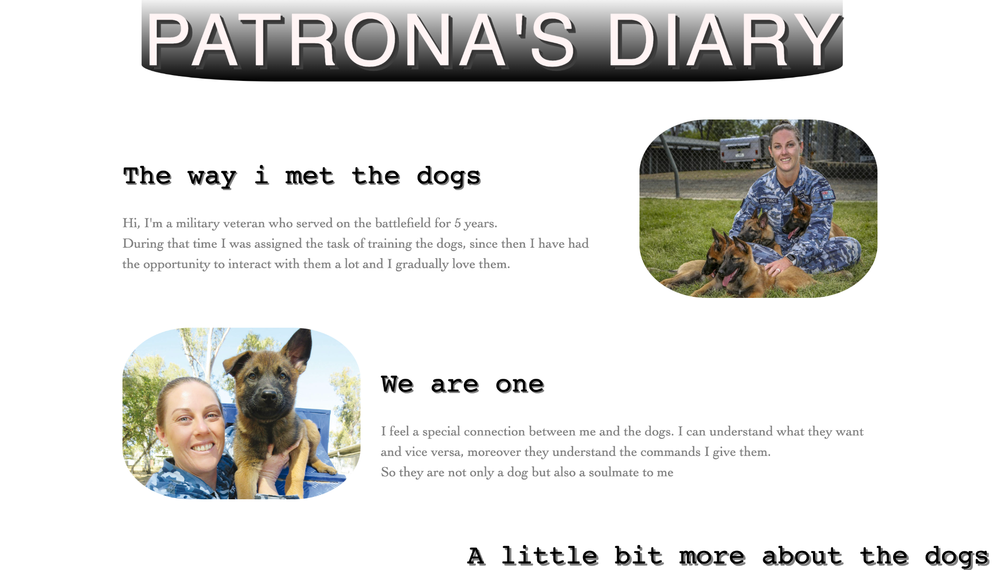 PATRONA'S DIARY
The way i met the dogs
Hi, I'm a military veteran who served on the battlefield for 5 years.
During that time I was assigned the task of training the dogs, since then I have had
the opportunity to interact with them a lot and I gradually love them.
AIR FORCE
We are one
I feel a special connection between me and the dogs. I can understand what they want
and vice versa, moreover they understand the commands I give them.
So they are not only a dog but also a soulmate to me
A little bit more about the dogs